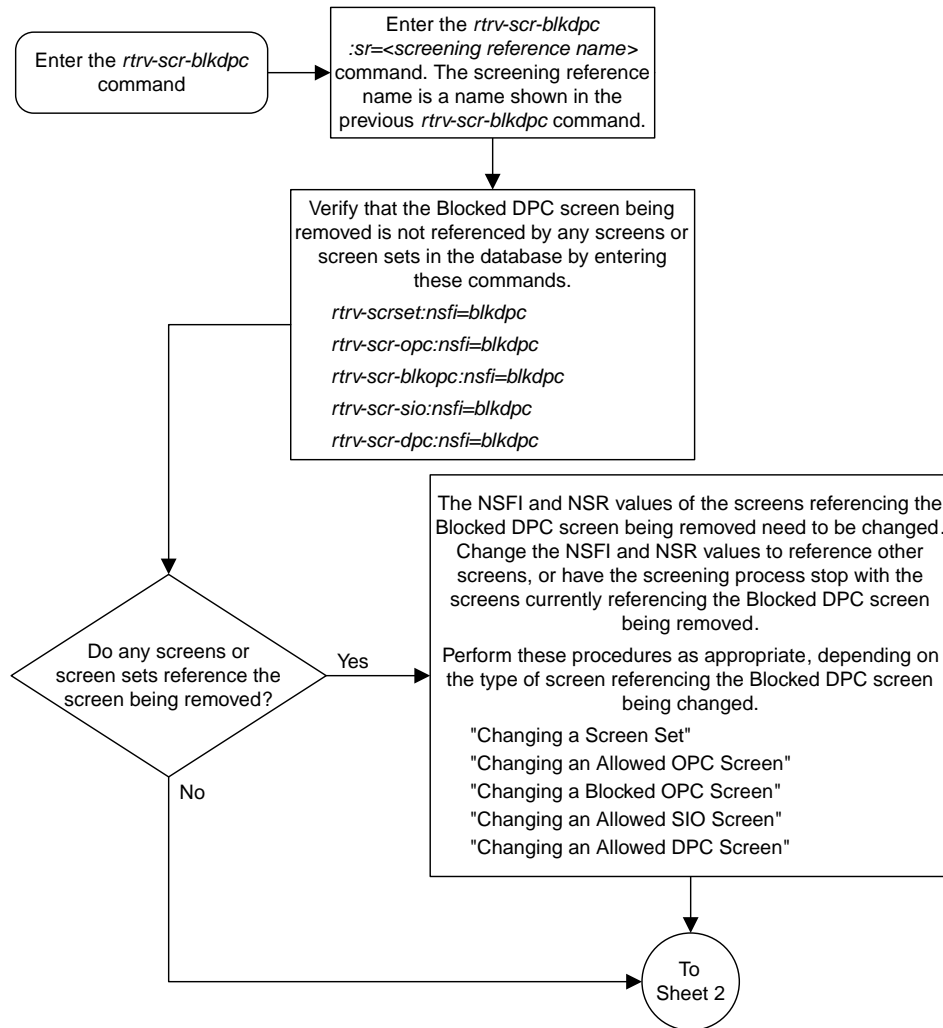 Enter the rtrv-scr-blkdpc
command
Enter the rtrv-scr-blkdpc
:sr=<screening reference name>
command. The screening reference
name is a name shown in the
previous rtrv-scr-blkdpc command.
Verify that the Blocked DPC screen being
removed is not referenced by any screens or
screen sets in the database by entering
these commands.
rtrv-scrset:nsfi=blkdpc
rtrv-scr-opc:nsfi=blkdpc
rtrv-scr-blkopc:nsfi=blkdpc
rtrv-scr-sio:nsfi=blkdpc
rtrv-scr-dpc:nsfi=blkdpc
Do any screens or
screen sets reference the
screen being removed?
Yes
No
The NSFI and NSR values of the screens referencing the
Blocked DPC screen being removed need to be changed.
Change the NSFI and NSR values to reference other
screens, or have the screening process stop with the
screens currently referencing the Blocked DPC screen
being removed.
Perform these procedures as appropriate, depending on
the type of screen referencing the Blocked DPC screen
being changed.
"Changing a Screen Set"
"Changing an Allowed OPC Screen"
"Changing a Blocked OPC Screen"
"Changing an Allowed SIO Screen"
"Changing an Allowed DPC Screen"
To
Sheet 2